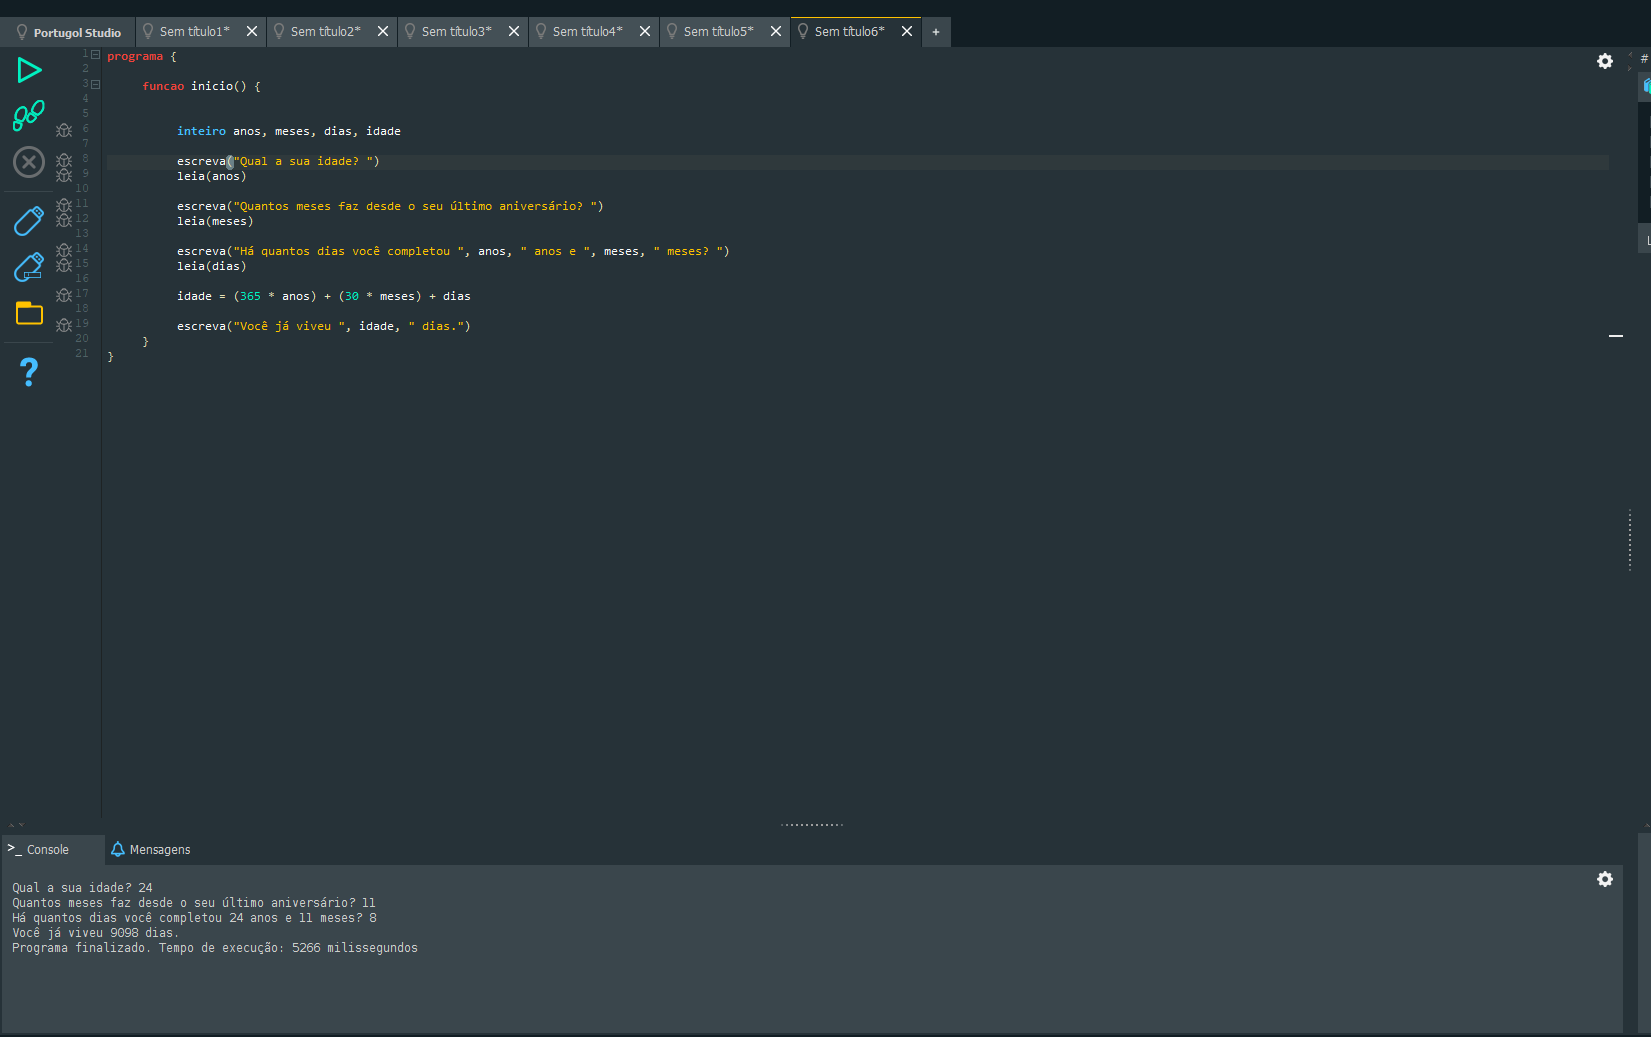 Portugol Studio Sem título1* Sem título2* Sem título3* Sem título4* Sem título5* Sem título6* +
#
1 programa {
2
3 funcao inicio() {
4
5
6 inteiro anos, meses, dias, idade
7
8 escreva("Qual a sua idade? ")
9 leia(anos)
10
11 escreva("Quantos meses faz desde o seu último aniversário? ")
12 leia(meses)
13
14 escreva("Há quantos dias você completou ", anos, " anos e ", meses, " meses? ")
15 leia(dias)
16
17 idade = (365 * anos) + (30 * meses) + dias
18
19 escreva("Você já viveu ", idade, " dias.")
20 }
21 }
?
>_ Console Mensagens
Qual a sua idade? 24
Quantos meses faz desde o seu último aniversário? 11
Há quantos dias você completou 24 anos e 11 meses? 8
Você já viveu 9098 dias.
Programa finalizado. Tempo de execução: 5266 milissegundos